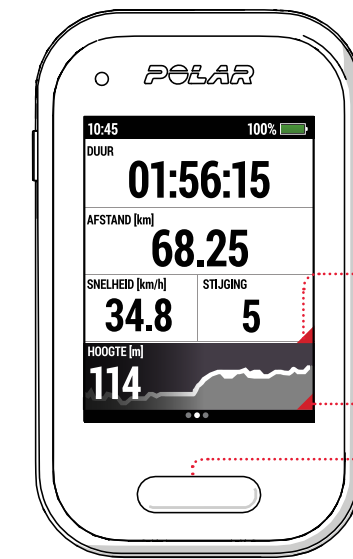 POLAR
10:45 100%
DUUR
01:56:15
AFSTAND [km]
68.25
SNELHEID [km/h] STIJGING
34.8 5
HOOGTE [m]
114